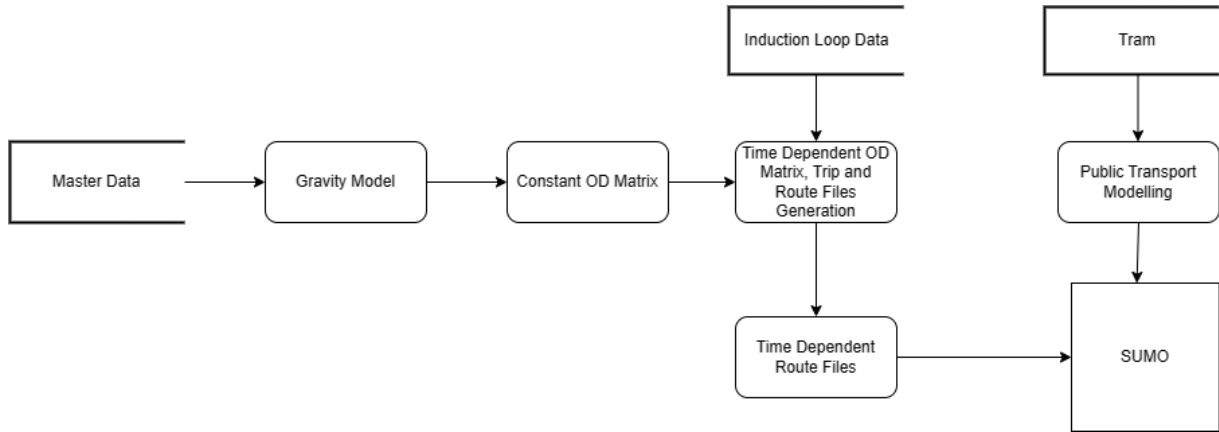 Induction Loop Data
Tram
Master Data
Gravity Model
Constant OD Matrix
Time Dependent OD
Matrix, Trip and
Route Files
Generation
Public Transport
Modelling
Time Dependent
Route Files
SUMO